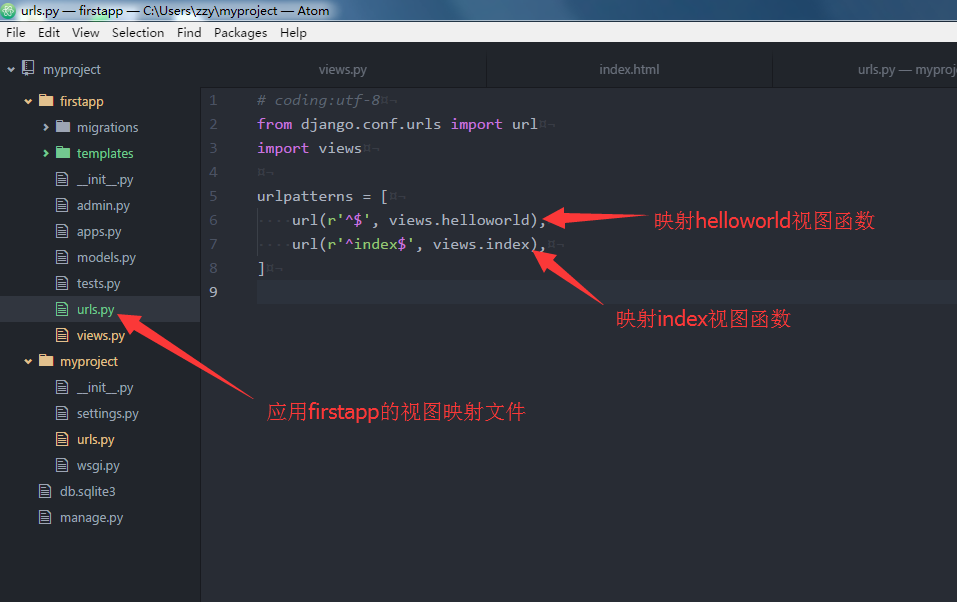 urls.py — firstapp — C:\Users\zzy\myproject — Atom
File Edit View Selection Find Packages Help
myproject
firstapp
migrations
templates
__init__.py
admin.py
apps.py
models.py
tests.py
urls.py
views.py
myproject
__init__.py
settings.py
urls.py
wsgi.py
db.sqlite3
manage.py
views.py index.html urls.py — myproj
1 # coding:utf-8
2 from django.conf.urls import url
3 import views
4
5 urlpatterns = [
6 url(r'^$', views.helloworld),
7 url(r'^index$', views.index),
8 ]
9
映射helloworld视图函数
映射index视图函数
应用firstapp的视图映射文件